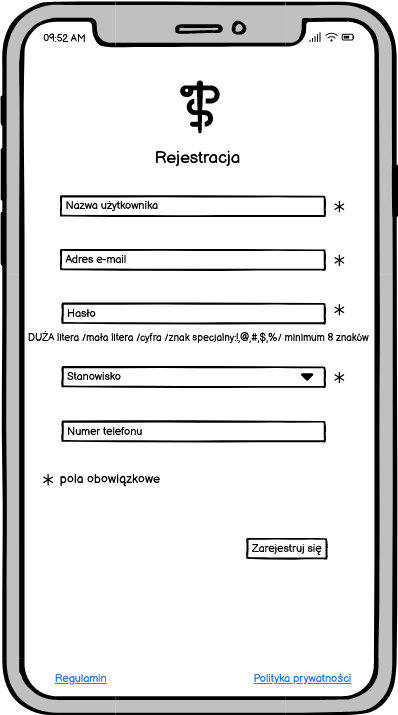 09:52 AM
Rejestracja
Nazwa użytkownika *
Adres e-mail *
Hasło *
DUŻA litera /mała litera /cyfra /znak specjalny:!,@,#,$,%/ minimum 8 znaków
Stanowisko *
Numer telefonu
* pola obowiązkowe
Zarejestruj się
Regulamin Polityka prywatności